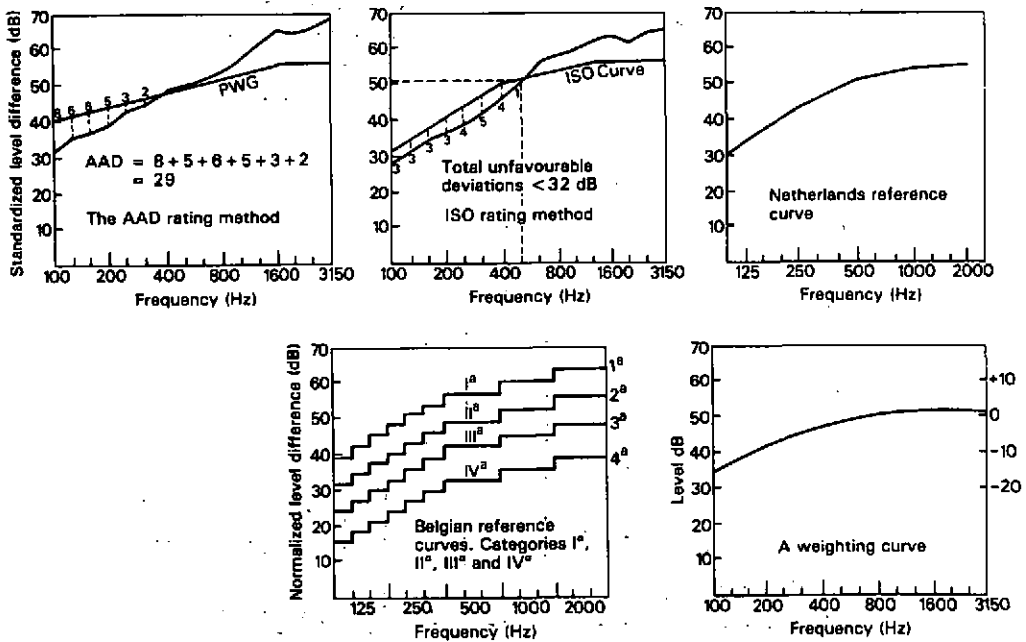 Standardized level difference (dB)
70
60
50
40
30
20
10
PWG
8 6 8 5 3 2
AAD = 8+5+6+5+3+2
= 29
The AAD rating method
100 200 400 800 1600 3150
Frequency (Hz)
70
60
50
40
30
20
10
ISO Curve
3 3 3 3 4 5 4 1
Total unfavourable
deviations <32 dB
ISO rating method
100 200 400 800 1600 3150
Frequency (Hz)
70
60
50
40
30
20
10
Netherlands reference
curve
125 250 500 1000 2000
Frequency (Hz)
Normalized level difference (dB)
70
60
50
40
30
20
10
Iª 1ª
IIª 2ª
IIIª 3ª
IVª 4ª
Belgian reference
curves. Categories Iª,
IIª, IIIª and IVª
125 250 500 1000 2000
Frequency (Hz)
Level dB
70
60
50
40
30
20
10
+10
0
−10
−20
A weighting curve
100 200 400 800 1600 3150
Frequency (Hz)